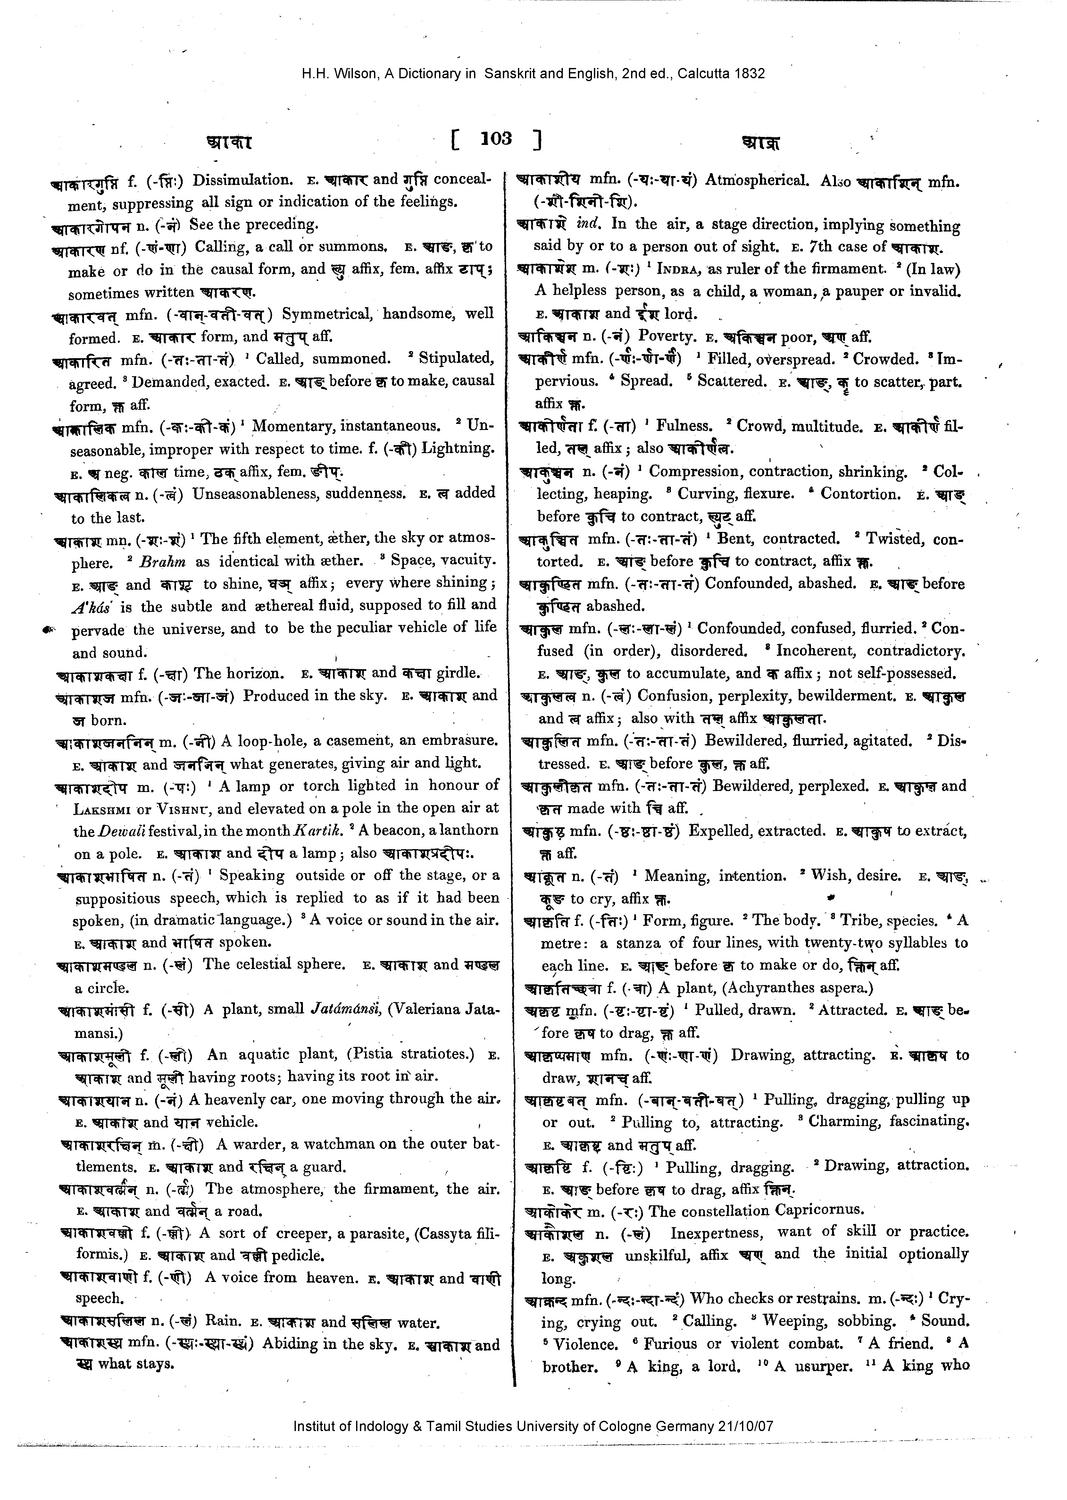 H.H. Wilson, A Dictionary in Sanskrit and English, 2nd ed., Calcutta 1832
आका [ 103 ] आक्र
आकारगुप्ति f. (-प्तिः) Dissimulation. E. आकार and गुप्ति conceal-
ment, suppressing all sign or indication of the feelings.
आकारगोपन n. (-नं) See the preceding.
आकारण nf. (-णं-णा) Calling, a call or summons. E. आङ्, कृ to
make or do in the causal form, and ल्यु affix, fem. affix टाप्;
sometimes written आकरण.
आकारवत् mfn. (-वान्-वती-वत्) Symmetrical, handsome, well
formed. E. आकार form, and मतुप् aff.
आकारित mfn. (-तः-ता-तं) ¹ Called, summoned. ² Stipulated,
agreed. ³ Demanded, exacted. E. आङ् before कृ to make, causal
form, क्त aff.
आकालिक mfn. (-कः-की-कं) ¹ Momentary, instantaneous. ² Un-
seasonable, improper with respect to time. f. (-की) Lightning.
E. अ neg. काल time, ठक् affix, fem. ङीप्.
आकालिकत्व n. (-त्वं) Unseasonableness, suddenness. E. त्व added
to the last.
आकाश mn. (-शः-शं) ¹ The fifth element, æther, the sky or atmos-
phere. ² Brahm as identical with æther. ³ Space, vacuity.
E. आङ् and काशृ to shine, घञ् affix; every where shining;
A'kás' is the subtle and æthereal fluid, supposed to fill and
pervade the universe, and to be the peculiar vehicle of life
and sound.
आकाशकक्षा f. (-क्षा) The horizon. E. आकाश and कक्षा girdle.
आकाशज mfn. (-जः-जा-जं) Produced in the sky. E. आकाश and
ज born.
आकाशजननिन् m. (-नी) A loop-hole, a casement, an embrasure.
E. आकाश and जननिन् what generates, giving air and light.
आकाशदीप m. (-पः) ¹ A lamp or torch lighted in honour of
LAKSHMI or VISHNU, and elevated on a pole in the open air at
the Dewali festival, in the month Kartik. ² A beacon, a lanthorn
on a pole. E. आकाश and दीप a lamp; also आकाशप्रदीपः.
आकाशभाषित n. (-तं) ¹ Speaking outside or off the stage, or a
suppositious speech, which is replied to as if it had been
spoken, (in dramatic language.) ² A voice or sound in the air.
E. आकाश and भाषित spoken.
आकाशमण्डल n. (-लं) The celestial sphere. E. आकाश and मण्डल
a circle.
आकाशमांसी f. (-सी) A plant, small Jatámánsí, (Valeriana Jata-
mansi.)
आकाशमूली f. (-ली) An aquatic plant, (Pistia stratiotes.) E.
आकाश and मूली having roots; having its root in air.
आकाशयान n. (-नं) A heavenly car, one moving through the air.
E. आकाश and यान vehicle.
आकाशरक्षिन् m. (-क्षी) A warder, a watchman on the outer bat-
tlements. E. आकाश and रक्षिन् a guard.
आकाशवर्त्मन् n. (-र्त्म) The atmosphere, the firmament, the air.
E. आकाश and वर्त्मन् a road.
आकाशवल्ली f. (-ल्ली) A sort of creeper, a parasite, (Cassyta fili-
formis.) E. आकाश and वल्ली pedicle.
आकाशवाणी f. (-णी) A voice from heaven. E. आकाश and वाणी
speech.
आकाशसलिल n. (-लं) Rain. E. आकाश and सलिल water.
आकाशस्थ mfn. (-स्थः-स्था-स्थं) Abiding in the sky. E. आकाश and
स्थ what stays.
आकाशीय mfn. (-यः-या-यं) Atmospherical. Also आकाशिन् mfn.
(-शी-शिनी-शि).
आकाशे ind. In the air, a stage direction, implying something
said by or to a person out of sight. E. 7th case of आकाश.
आकाशेश m. (-शः) ¹ INDRA, as ruler of the firmament. ² (In law)
A helpless person, as a child, a woman, a pauper or invalid.
E. आकाश and ईश lord.
आकिञ्चन n. (-नं) Poverty. E. अकिञ्चन poor, अण् aff.
आकीर्ण mfn. (-र्णः-र्णा-र्णं) ¹ Filled, overspread. ² Crowded. ³ Im-
pervious. ⁴ Spread. ⁵ Scattered. E. आङ्, कॄ to scatter, part.
affix क्त.
आकीर्णता f. (-ता) ¹ Fulness. ² Crowd, multitude. E. आकीर्ण fil-
led, तल् affix; also आकीर्णत्व.
आकुञ्चन n. (-नं) ¹ Compression, contraction, shrinking. ² Col-
lecting, heaping. ³ Curving, flexure. ⁴ Contortion. E. आङ्
before कुचि to contract, ल्युट् aff.
आकुञ्चित mfn. (-तः-ता-तं) ¹ Bent, contracted. ² Twisted, con-
torted. E. आङ् before कुचि to contract, affix क्त.
आकुण्ठित mfn. (-तः-ता-तं) Confounded, abashed. E. आङ् before
कुण्ठित abashed.
आकुल mfn. (-लः-ला-लं) ¹ Confounded, confused, flurried. ² Con-
fused (in order), disordered. ³ Incoherent, contradictory.
E. आङ्, कुल to accumulate, and क affix; not self-possessed.
आकुलत्व n. (-त्वं) Confusion, perplexity, bewilderment. E. आकुल
and त्व affix; also with तल् affix आकुलता.
आकुलित mfn. (-तः-ता-तं) Bewildered, flurried, agitated. ² Dis-
tressed. E. आङ् before कुल, क्त aff.
आकुलीकृत mfn. (-तः-ता-तं) Bewildered, perplexed. E. आकुल and
कृत made with च्वि aff.
आकुष्ट mfn. (-ष्टः-ष्टा-ष्टं) Expelled, extracted. E. आकुष to extract,
क्त aff.
आकूत n. (-तं) ¹ Meaning, intention. ² Wish, desire. E. आङ्,
कूङ to cry, affix क्त.
आकृति f. (-तिः) ¹ Form, figure. ² The body. ³ Tribe, species. ⁴ A
metre: a stanza of four lines, with twenty-two syllables to
each line. E. आङ् before कृ to make or do, क्तिन् aff.
आकृतिच्छत्रा f. (-त्रा) A plant, (Achyranthes aspera.)
आकृष्ट mfn. (-ष्टः-ष्टा-ष्टं) ¹ Pulled, drawn. ² Attracted. E. आङ् be-
fore कृष to drag, क्त aff.
आकृष्यमाण mfn. (-णः-णा-णं) Drawing, attracting. E. आकृष to
draw, शानच् aff.
आकृष्टवत् mfn. (-वान्-वती-वत्) ¹ Pulling, dragging, pulling up
or out. ² Pulling to, attracting. ³ Charming, fascinating.
E. आकृष्ट and मतुप् aff.
आकृष्टि f. (-ष्टिः) ¹ Pulling, dragging. ² Drawing, attraction.
E. आङ् before कृष to drag, affix क्तिन्.
आकोकेर m. (-रः) The constellation Capricornus.
आकौशल n. (-लं) Inexpertness, want of skill or practice.
E. अकुशल unskilful, affix अण् and the initial optionally
long.
आक्रन्द mfn. (-न्दः-न्दा-न्दं) Who checks or restrains. m. (-न्दः) ¹ Cry-
ing, crying out. ² Calling. ³ Weeping, sobbing. ⁴ Sound.
⁵ Violence. ⁶ Furious or violent combat. ⁷ A friend. ⁸ A
brother. ⁹ A king, a lord. ¹⁰ A usurper. ¹¹ A king who
Institut of Indology & Tamil Studies University of Cologne Germany 21/10/07